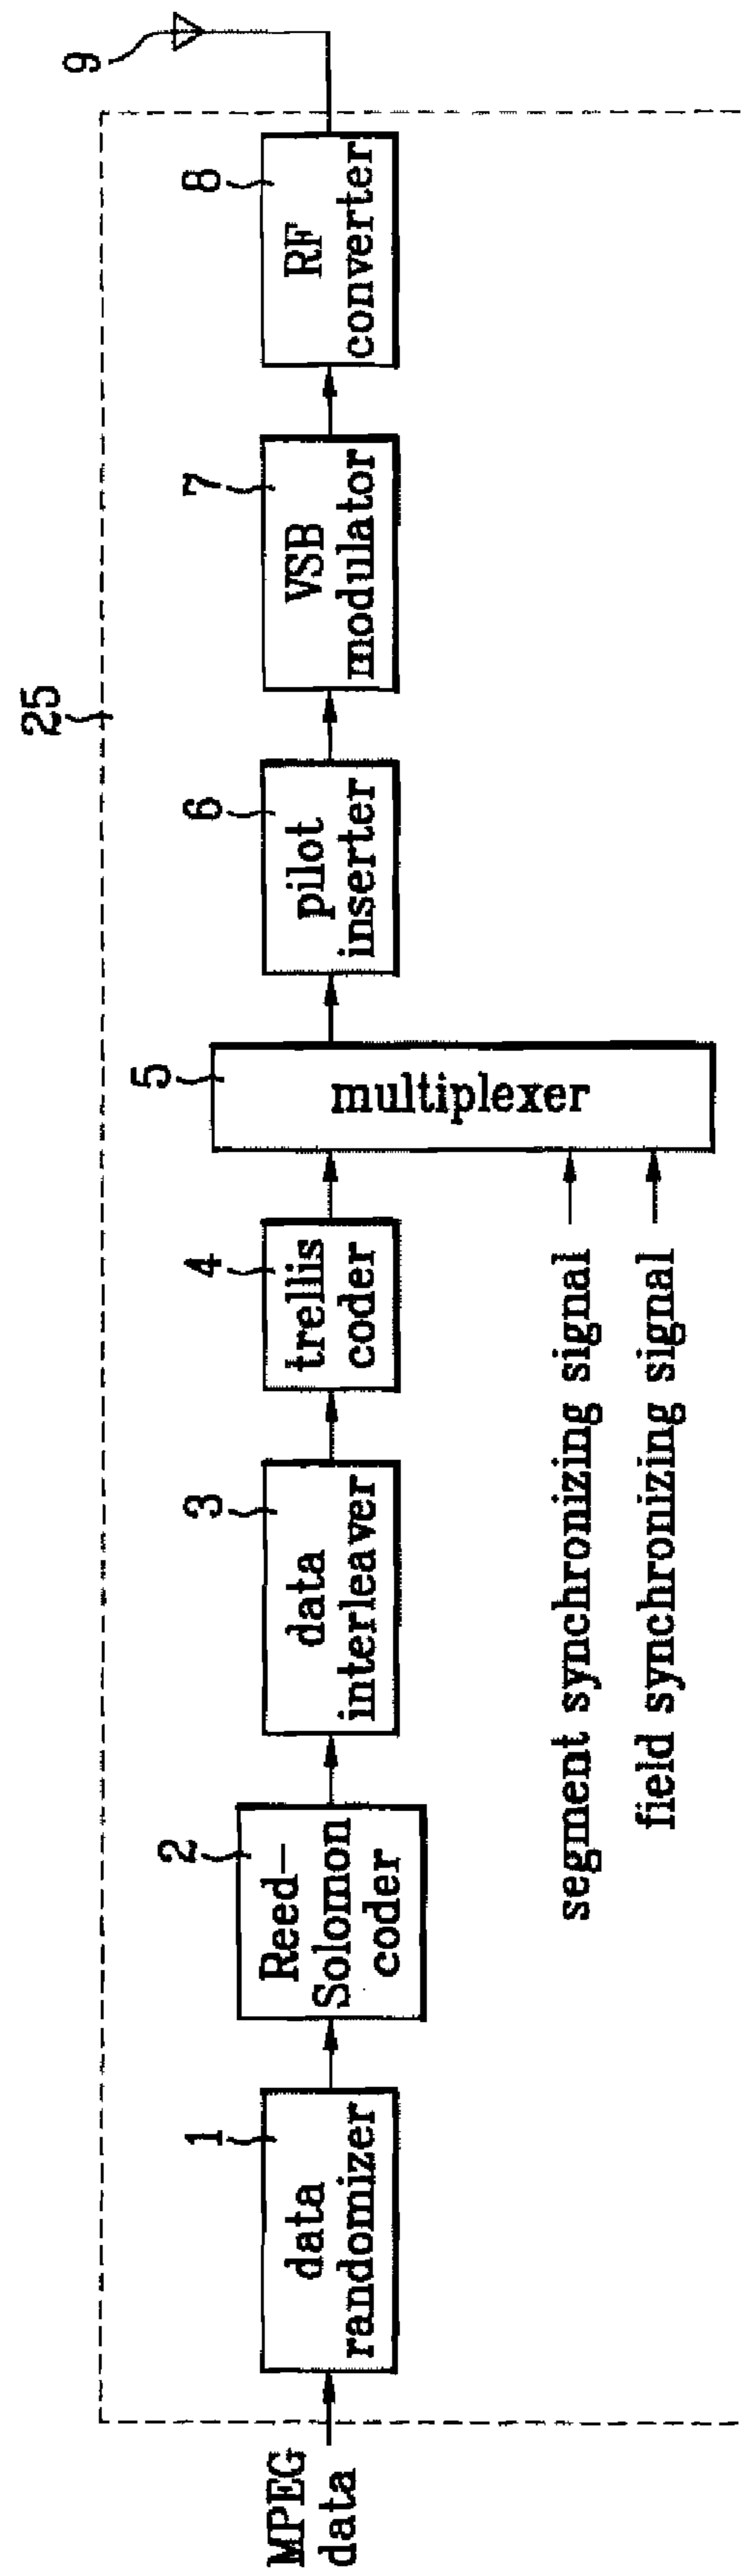 25
9
MPEG
data
1
data
randomizer
2
Reed-
Solomon
coder
3
data
interleaver
4
trellis
coder
5
multiplexer
6
pilot
inserter
7
VSB
modulator
8
RF
converter
segment synchronizing signal
field synchronizing signal